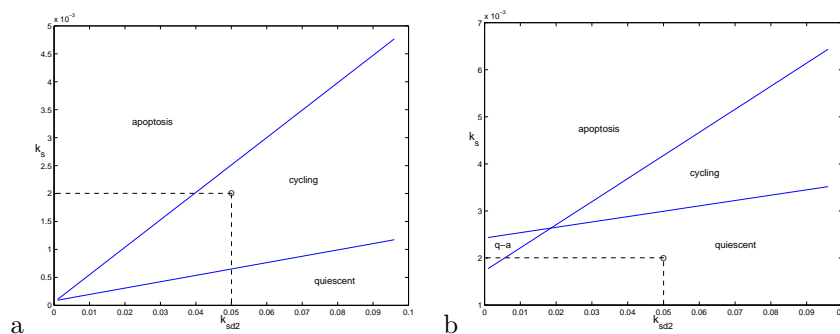 x 10⁻³
5
4.5
4
3.5
3
2.5
2
1.5
1
0.5
0
k_s
apoptosis
cycling
quiescent
0 0.01 0.02 0.03 0.04 0.05 0.06 0.07 0.08 0.09 0.1
k_sd2
a
x 10⁻³
7
6
5
4
3
2
1
k_s
apoptosis
cycling
q−a
quiescent
0 0.01 0.02 0.03 0.04 0.05 0.06 0.07 0.08 0.09 0.1
k_sd2
b